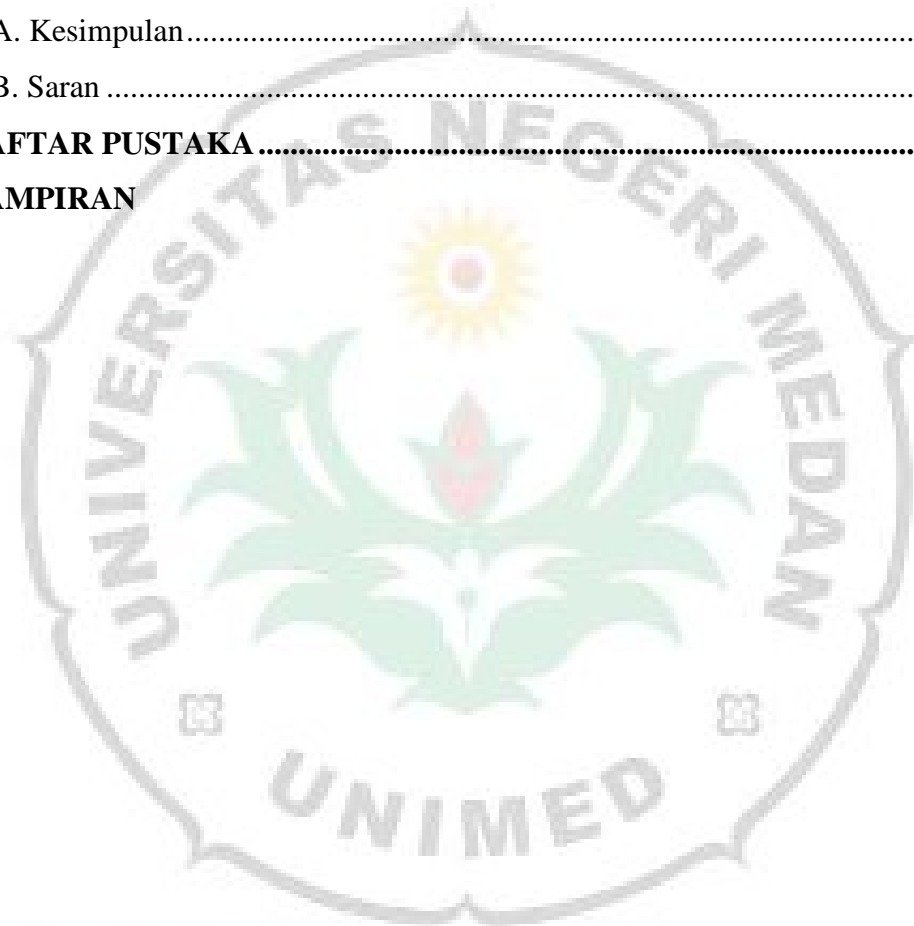 A. Kesimpulan........................................................................................
B. Saran ..................................................................................................
AFTAR PUSTAKA...................................................................................
AMPIRAN
UNIVERSITAS NEGERI MEDAN
UNIMED